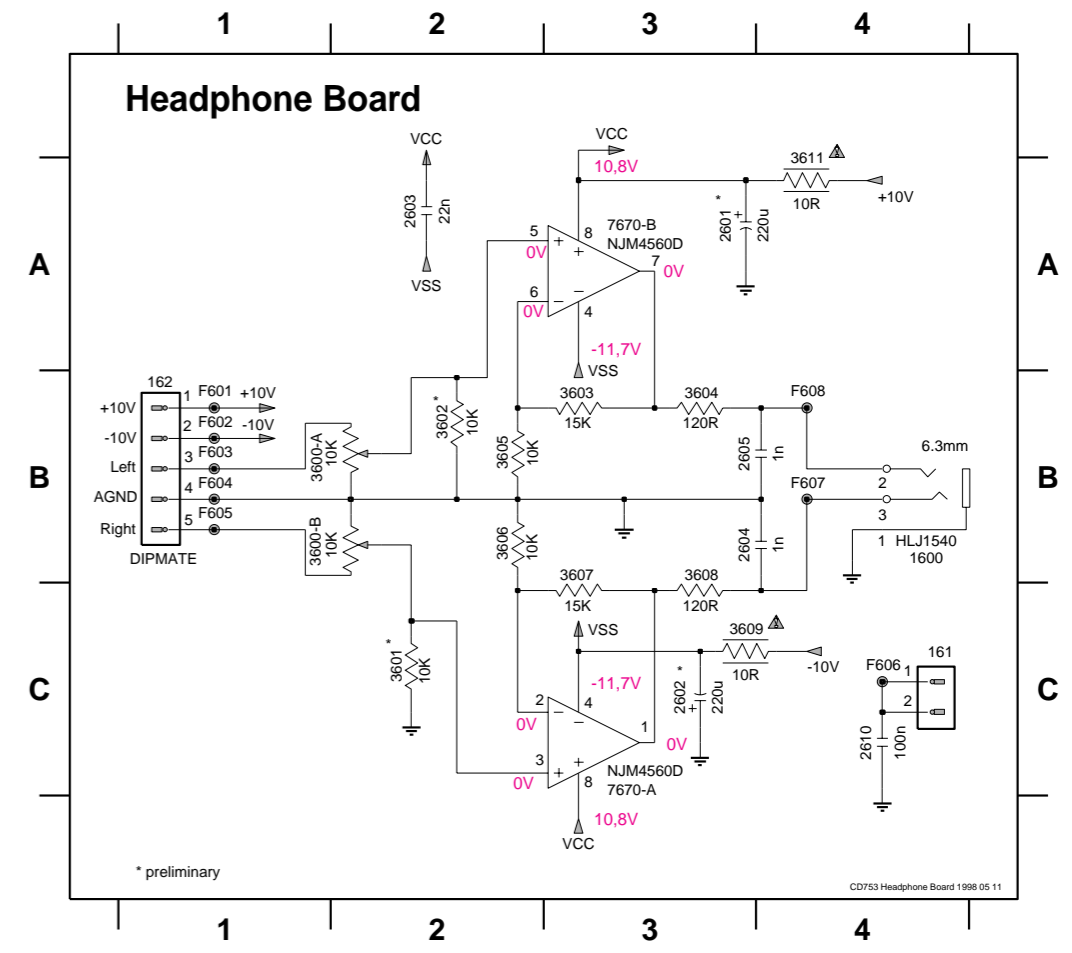 1 2 3 4
Headphone Board
VCC
2603
22n
VSS
VCC
10,8V
3611
10R
+10V
*
2601
+
220u
7670-B
NJM4560D
5
+
0V
8
+
7
0V
6
−
0V
−
4
-11,7V
VSS
A
A
162
+10V
1
F601
+10V
-10V
2
F602
-10V
Left
3
F603
AGND
4
F604
Right
5
F605
DIPMATE
3600-A
10K
3600-B
10K
*
3602
10K
3605
10K
3606
10K
3603
15K
3604
120R
2605
1n
2604
1n
F608
F607
6.3mm
2
3
1
HLJ1540
1600
B
B
3607
15K
3608
120R
VSS
3609
10R
-10V
*
3601
10K
*
2602
+
220u
-11,7V
2
−
0V
4
−
1
0V
3
+
0V
+
8
NJM4560D
7670-A
10,8V
VCC
F606
161
1
2
2610
100n
C
C
* preliminary
CD753 Headphone Board 1998 05 11
1 2 3 4